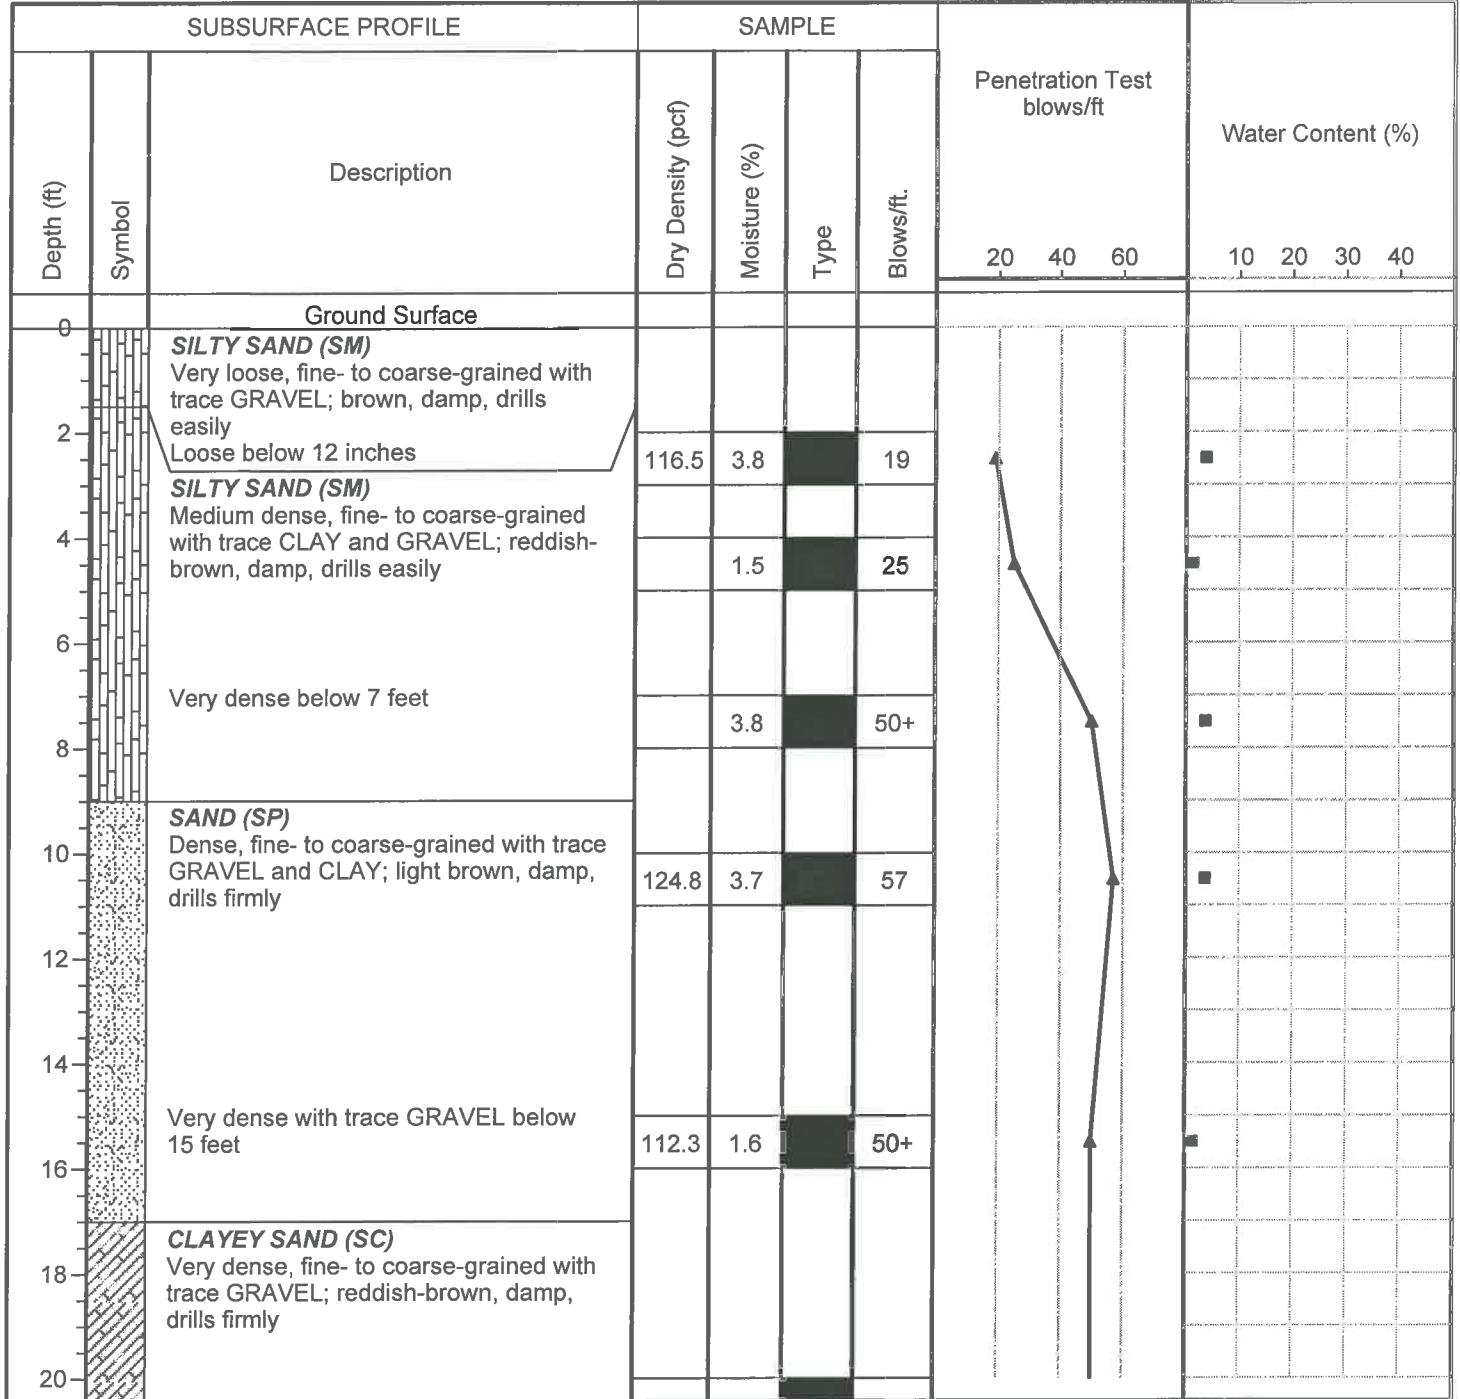 SUBSURFACE PROFILE
SAMPLE
Depth (ft)
Symbol
Description
Dry Density (pcf)
Moisture (%)
Type
Blows/ft.
Penetration Test
blows/ft
20 40 60
Water Content (%)
10 20 30 40
Ground Surface
0
SILTY SAND (SM)
Very loose, fine- to coarse-grained with
trace GRAVEL; brown, damp, drills
easily
Loose below 12 inches
2
116.5 3.8 19
SILTY SAND (SM)
Medium dense, fine- to coarse-grained
with trace CLAY and GRAVEL; reddish-
brown, damp, drills easily
4
1.5 25
6
Very dense below 7 feet
3.8 50+
8
SAND (SP)
Dense, fine- to coarse-grained with trace
GRAVEL and CLAY; light brown, damp,
drills firmly
10
124.8 3.7 57
12
14
Very dense with trace GRAVEL below
15 feet
112.3 1.6 50+
16
CLAYEY SAND (SC)
Very dense, fine- to coarse-grained with
trace GRAVEL; reddish-brown, damp,
drills firmly
18
20